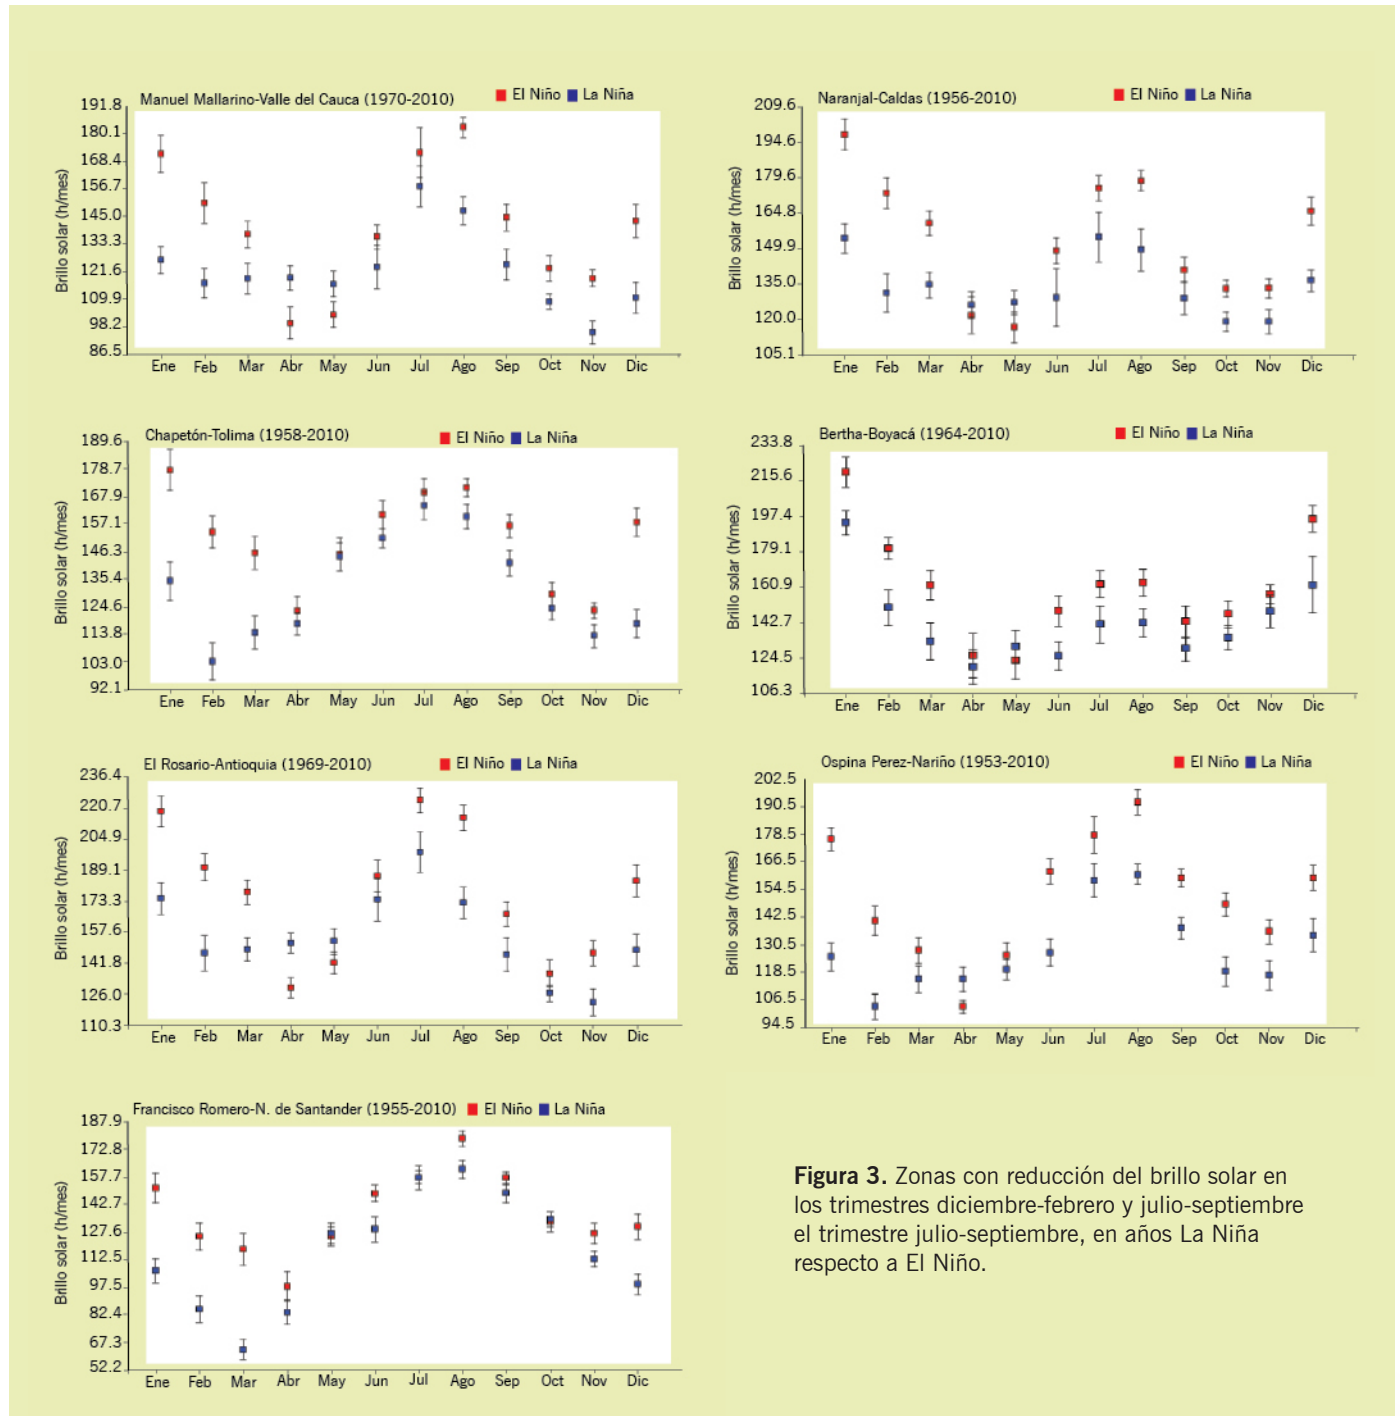 Manuel Mallarino-Valle del Cauca (1970-2010) El Niño La Niña
Brillo solar (h/mes)
191.8
180.1
168.4
156.7
145.0
133.3
121.6
109.9
98.2
86.5
Ene Feb Mar Abr May Jun Jul Ago Sep Oct Nov Dic
Naranjal-Caldas (1956-2010) El Niño La Niña
Brillo solar (h/mes)
209.6
194.6
179.6
164.8
149.9
135.0
120.0
105.1
Ene Feb Mar Abr May Jun Jul Ago Sep Oct Nov Dic
Chapetón-Tolima (1958-2010) El Niño La Niña
Brillo solar (h/mes)
189.6
178.7
167.9
157.1
146.3
135.4
124.6
113.8
103.0
92.1
Ene Feb Mar Abr May Jun Jul Ago Sep Oct Nov Dic
Bertha-Boyacá (1964-2010) El Niño La Niña
Brillo solar (h/mes)
233.8
215.6
197.4
179.1
160.9
142.7
124.5
106.3
Ene Feb Mar Abr May Jun Jul Ago Sep Oct Nov Dic
El Rosario-Antioquia (1969-2010) El Niño La Niña
Brillo solar (h/mes)
236.4
220.7
204.9
189.1
173.3
157.6
141.8
126.0
110.3
Ene Feb Mar Abr May Jun Jul Ago Sep Oct Nov Dic
Ospina Perez-Nariño (1953-2010) El Niño La Niña
Brillo solar (h/mes)
202.5
190.5
178.5
166.5
154.5
142.5
130.5
118.5
106.5
94.5
Ene Feb Mar Abr May Jun Jul Ago Sep Oct Nov Dic
Francisco Romero-N. de Santander (1955-2010) El Niño La Niña
Brillo solar (h/mes)
187.9
172.8
157.7
142.7
127.6
112.5
97.5
82.4
67.3
52.2
Ene Feb Mar Abr May Jun Jul Ago Sep Oct Nov Dic
Figura 3. Zonas con reducción del brillo solar en
los trimestres diciembre-febrero y julio-septiembre
el trimestre julio-septiembre, en años La Niña
respecto a El Niño.